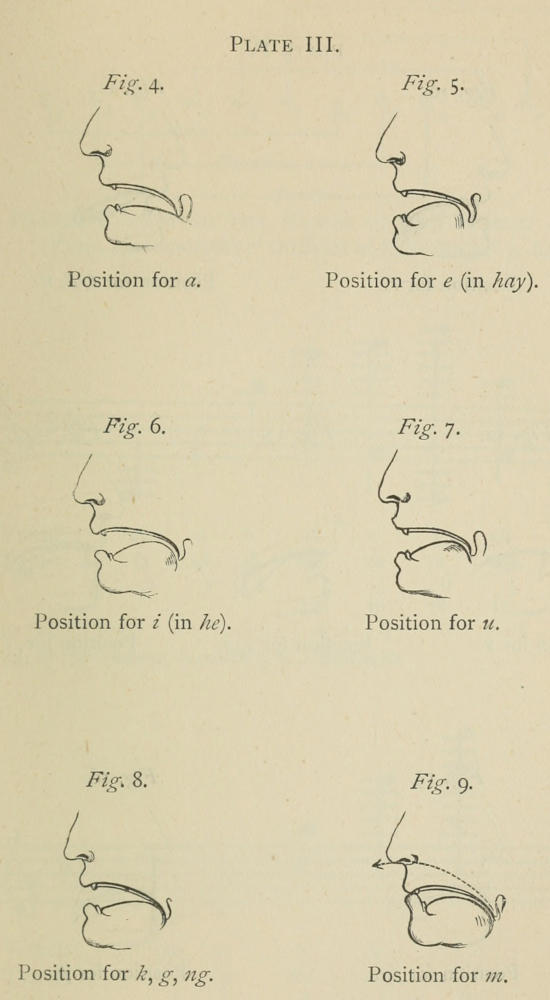 PLATE III.
Fig. 4.
Fig. 5.
Position for a.
Position for e (in hay).
Fig. 6.
Fig. 7.
Position for i (in he).
Position for u.
Fig. 8.
Fig. 9.
Position for k, g, ng.
Position for m.